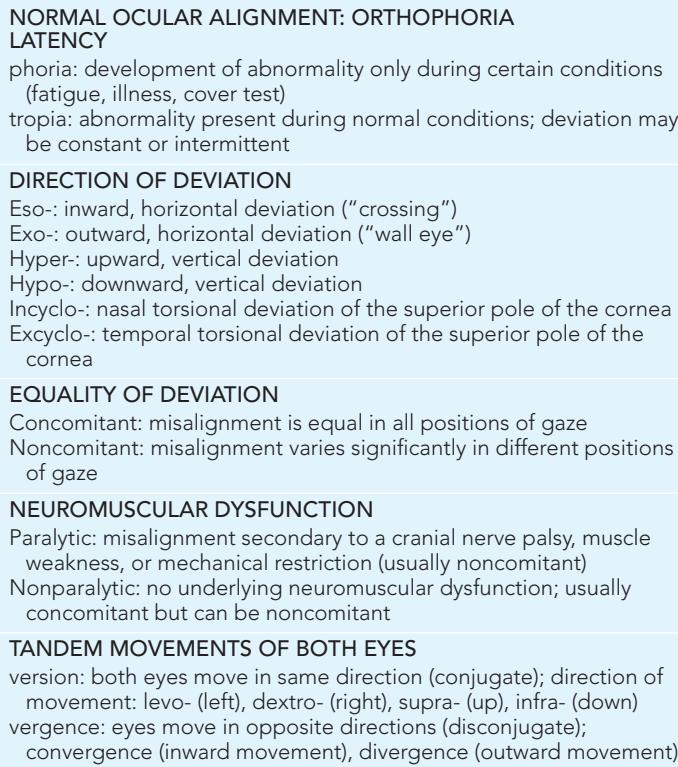 NORMAL OCULAR ALIGNMENT: ORTHOPHORIA
LATENCY
phoria: development of abnormality only during certain conditions
(fatigue, illness, cover test)
tropia: abnormality present during normal conditions; deviation may
be constant or intermittent
DIRECTION OF DEVIATION
Eso-: inward, horizontal deviation (“crossing”)
Exo-: outward, horizontal deviation (“wall eye”)
Hyper-: upward, vertical deviation
Hypo-: downward, vertical deviation
Incyclo-: nasal torsional deviation of the superior pole of the cornea
Excyclo-: temporal torsional deviation of the superior pole of the
cornea
EQUALITY OF DEVIATION
Concomitant: misalignment is equal in all positions of gaze
Noncomitant: misalignment varies significantly in different positions
of gaze
NEUROMUSCULAR DYSFUNCTION
Paralytic: misalignment secondary to a cranial nerve palsy, muscle
weakness, or mechanical restriction (usually noncomitant)
Nonparalytic: no underlying neuromuscular dysfunction; usually
concomitant but can be noncomitant
TANDEM MOVEMENTS OF BOTH EYES
version: both eyes move in same direction (conjugate); direction of
movement: levo- (left), dextro- (right), supra- (up), infra- (down)
vergence: eyes move in opposite directions (disconjugate);
convergence (inward movement), divergence (outward movement)